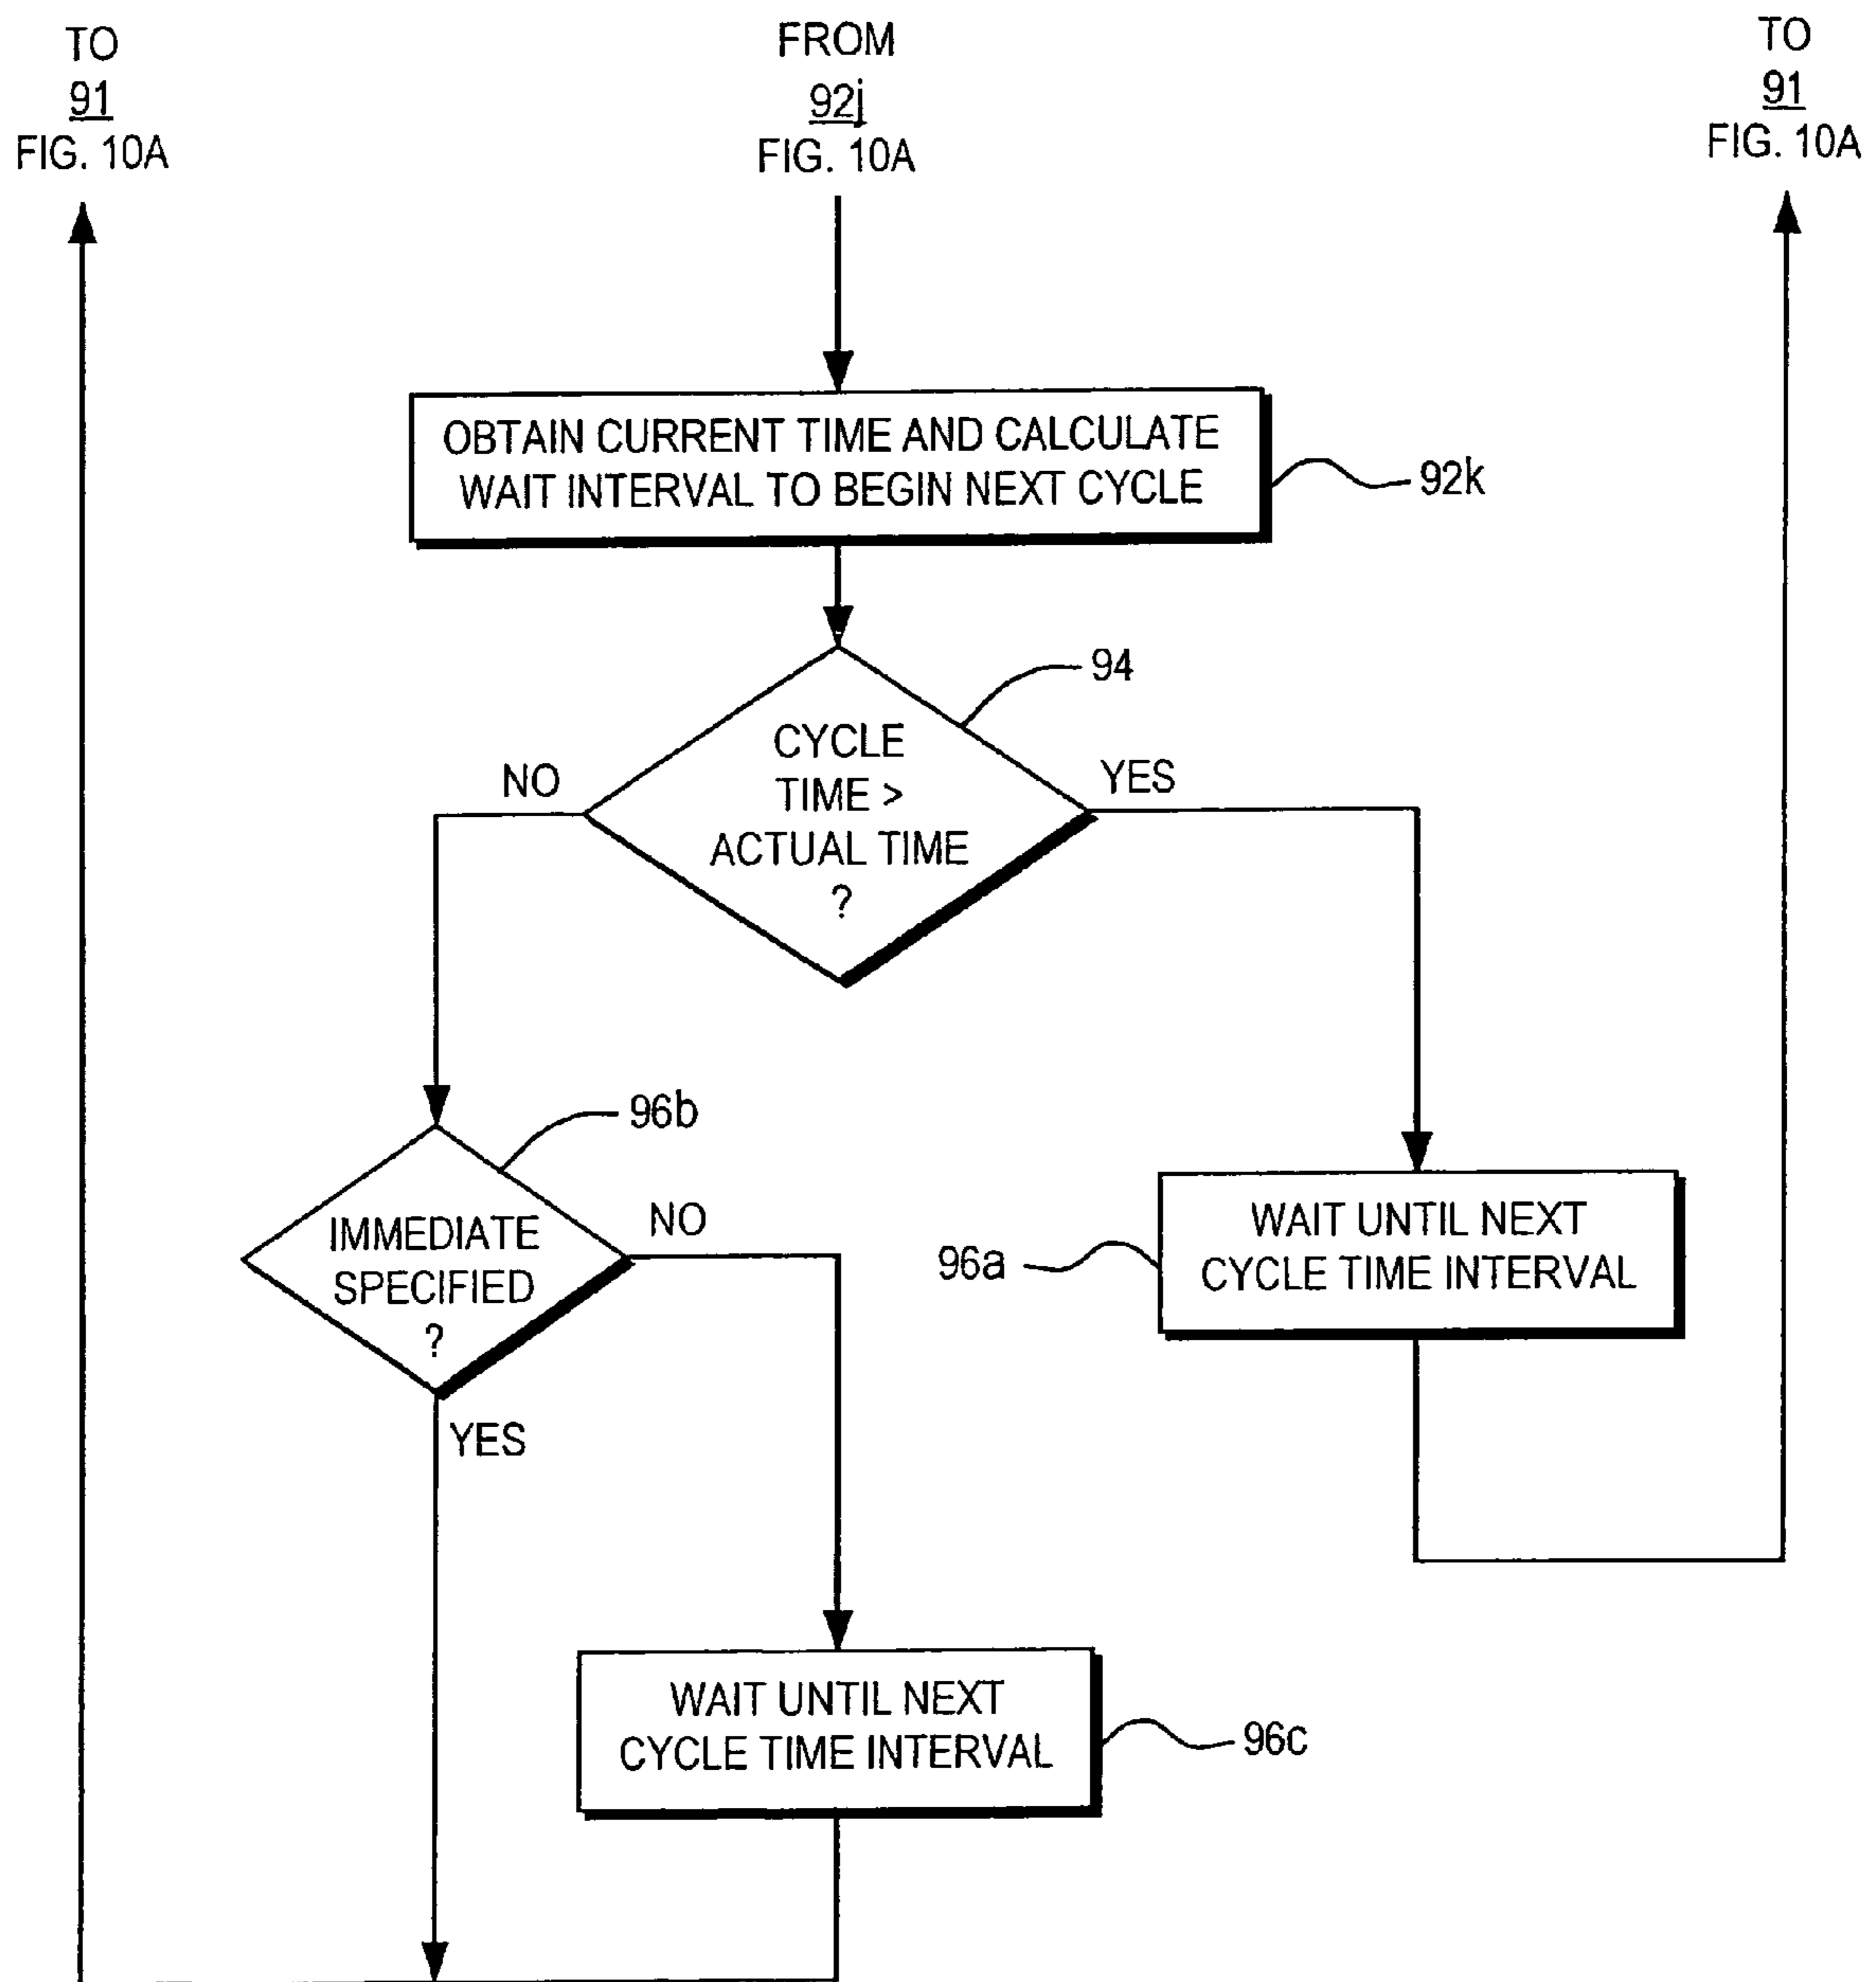 TO
91
FIG. 10A
FROM
92j
FIG. 10A
TO
91
FIG. 10A
OBTAIN CURRENT TIME AND CALCULATE
WAIT INTERVAL TO BEGIN NEXT CYCLE
92k
94
CYCLE
TIME >
ACTUAL TIME
?
NO
YES
96b
IMMEDIATE
SPECIFIED
?
NO
YES
96a
WAIT UNTIL NEXT
CYCLE TIME INTERVAL
WAIT UNTIL NEXT
CYCLE TIME INTERVAL
96c